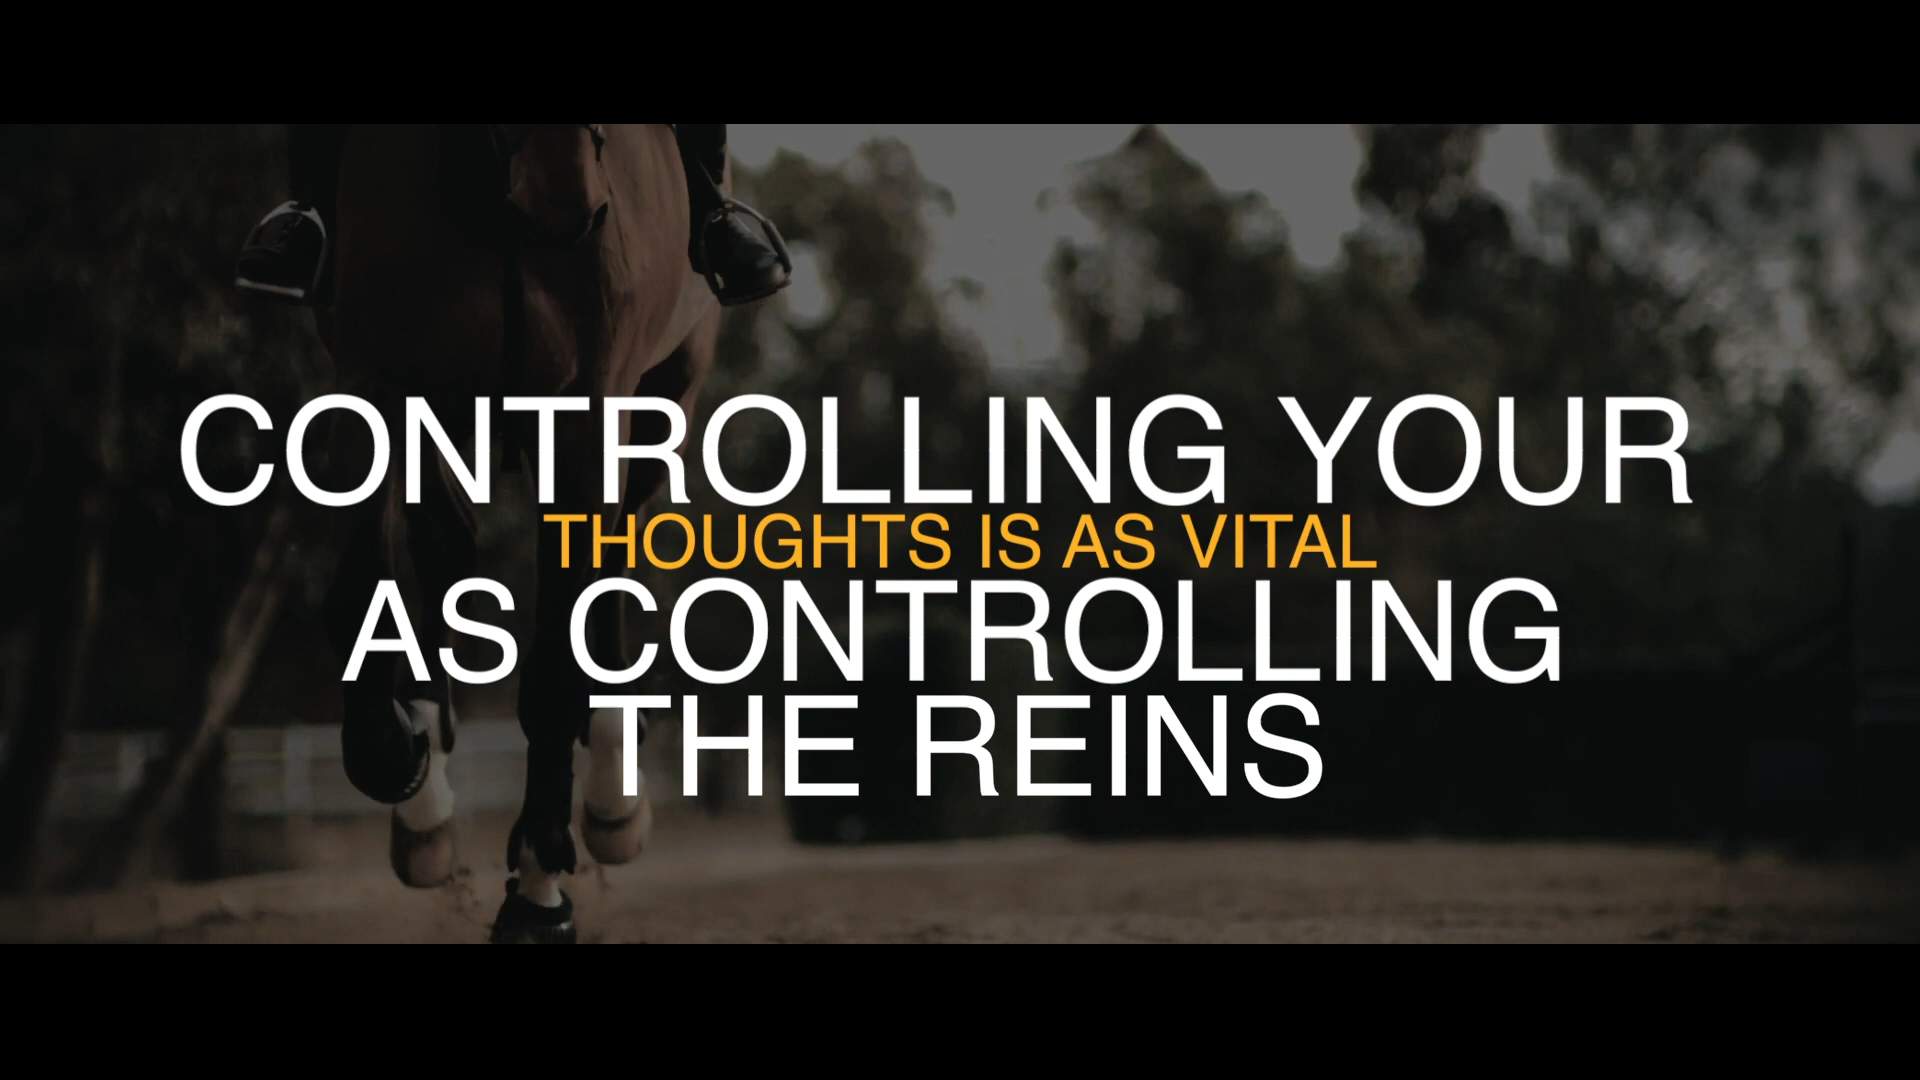 CONTROLLING YOUR
THOUGHTS IS AS VITAL
AS CONTROLLING
THE REINS